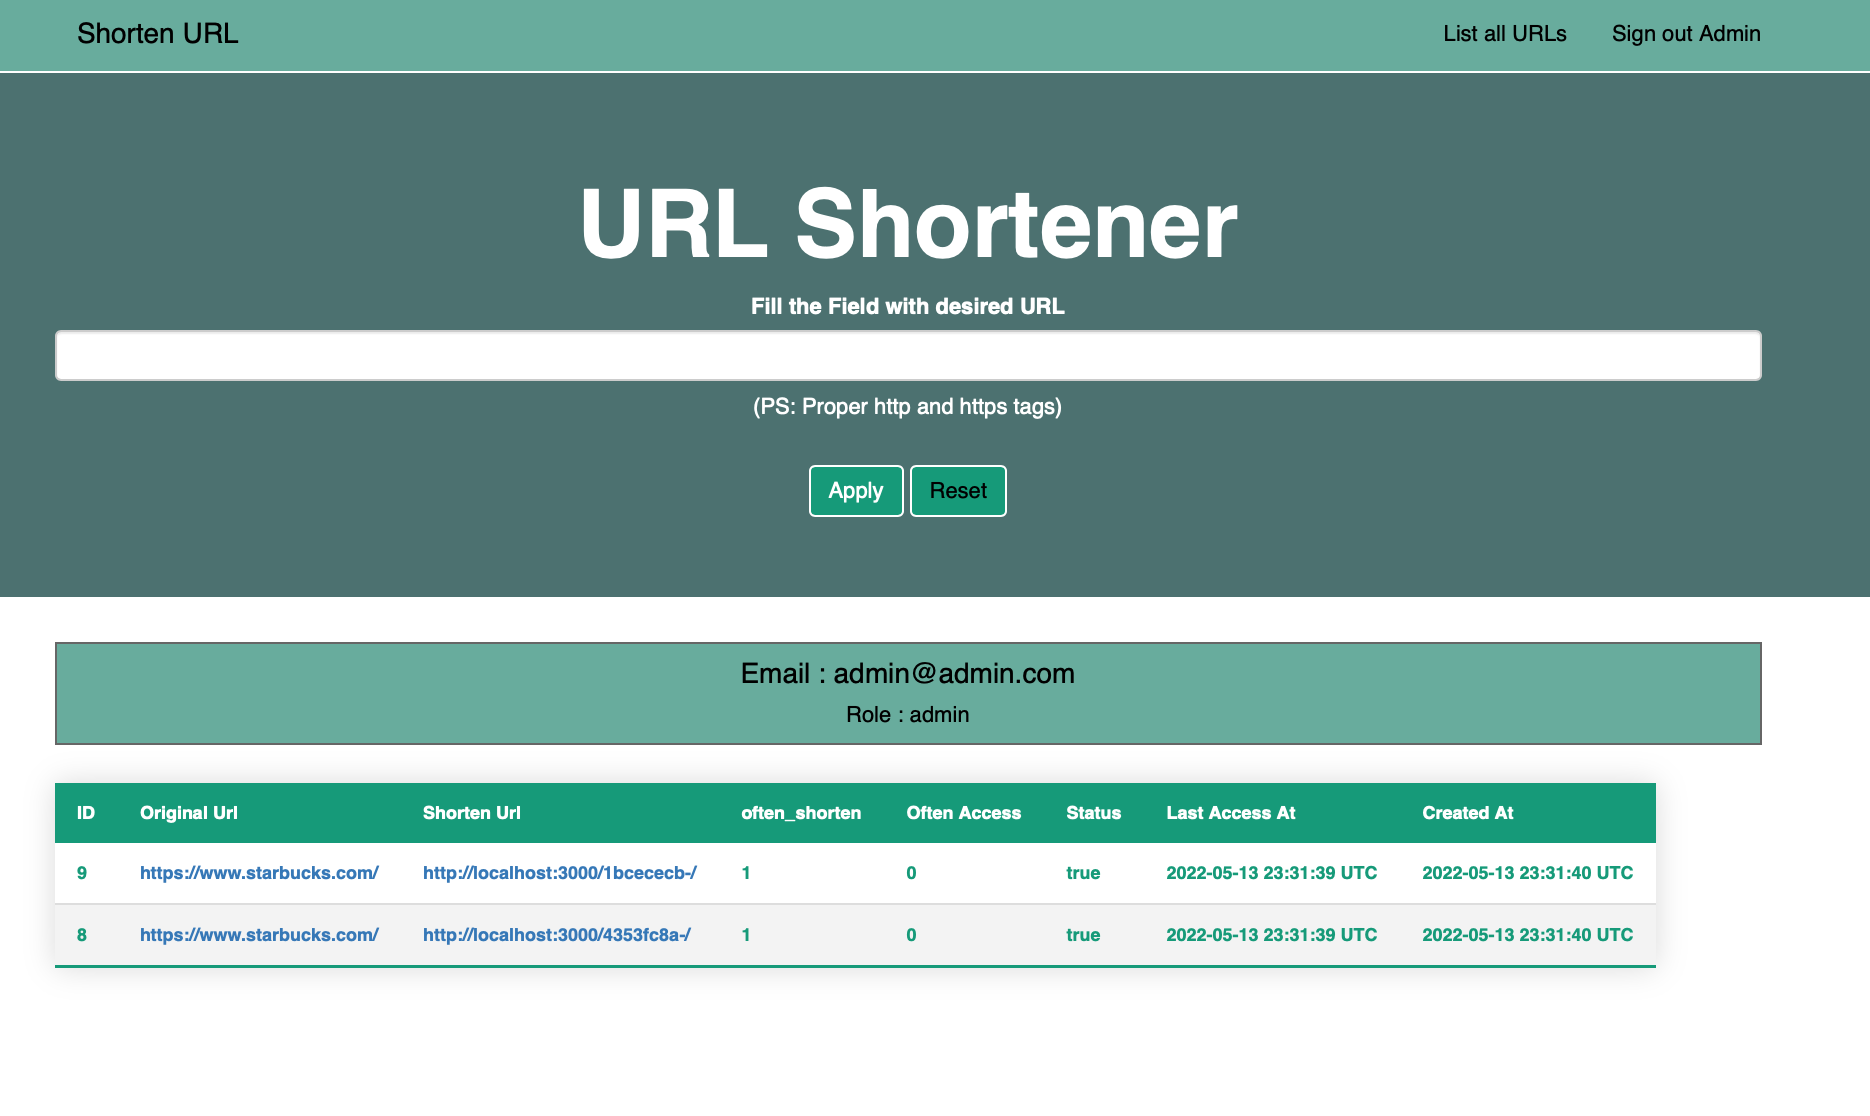 Shorten URL List all URLs Sign out Admin
URL Shortener
Fill the Field with desired URL
(PS: Proper http and https tags)
Apply Reset
Email : admin@admin.com
Role : admin
ID Original Url Shorten Url often_shorten Often Access Status Last Access At Created At
9 https://www.starbucks.com/ http://localhost:3000/1bcececb-/ 1 0 true 2022-05-13 23:31:39 UTC 2022-05-13 23:31:40 UTC
8 https://www.starbucks.com/ http://localhost:3000/4353fc8a-/ 1 0 true 2022-05-13 23:31:39 UTC 2022-05-13 23:31:40 UTC